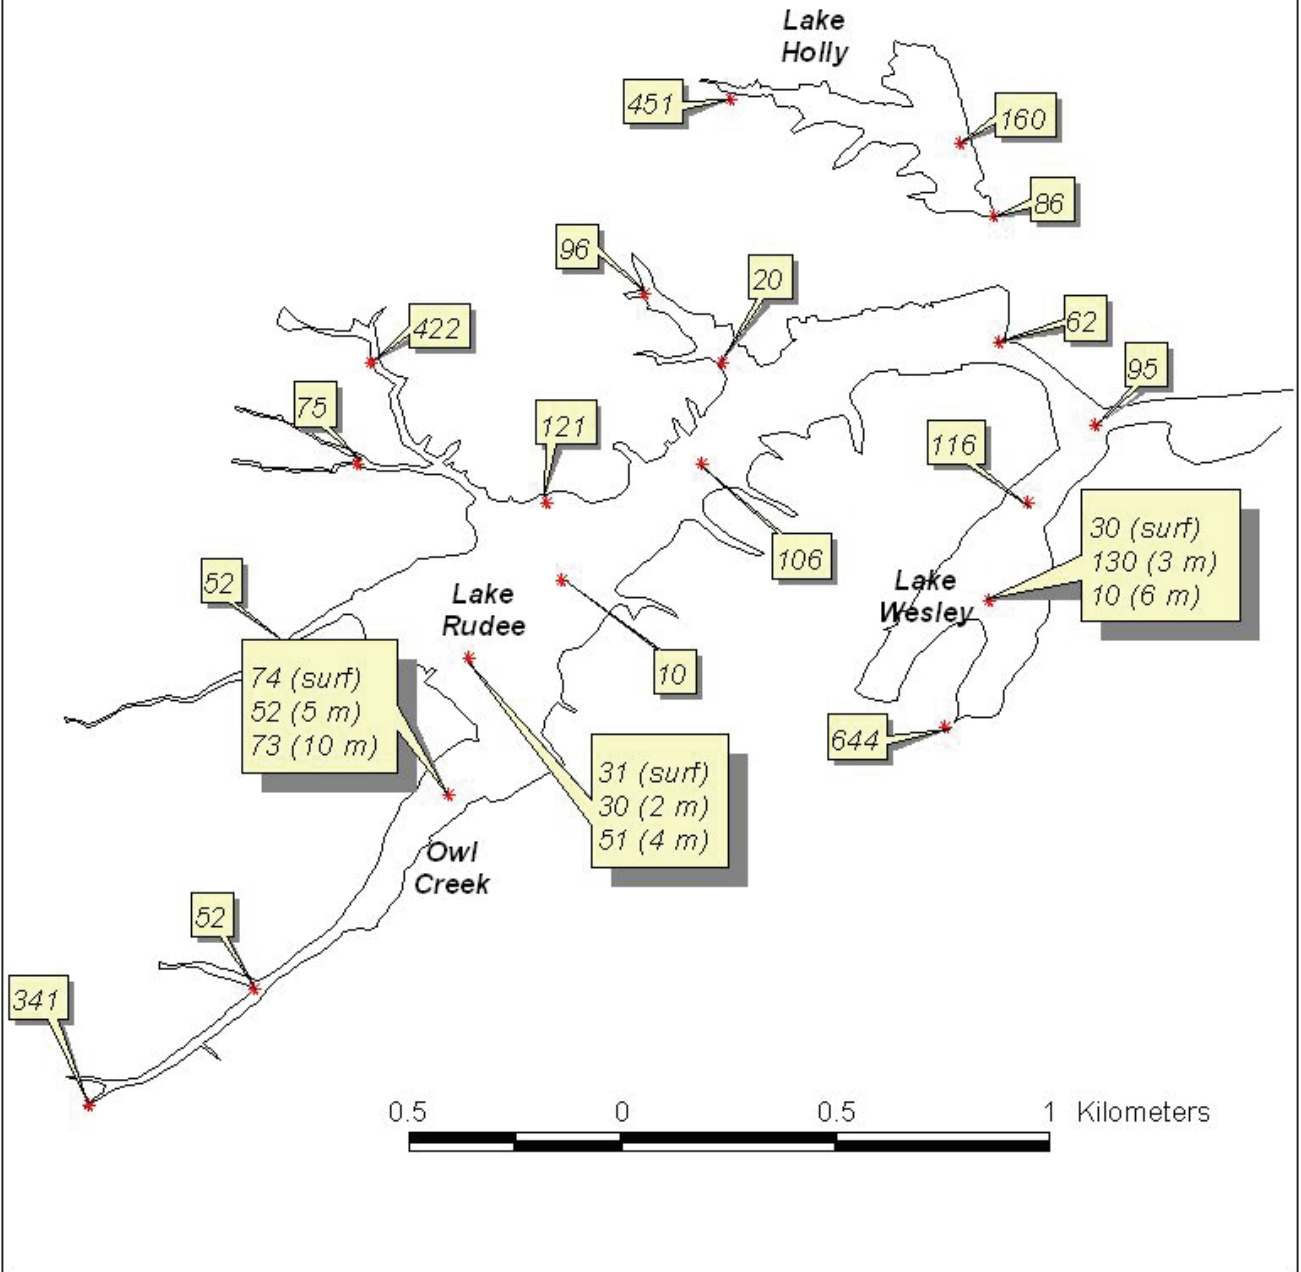 Lake
Holly
451
160
86
96
20
422
62
95
75
121
116
30 (surf)
130 (3 m)
10 (6 m)
106
52
Lake
Rudee
Lake
Wesley
10
74 (surf)
52 (5 m)
73 (10 m)
644
31 (surf)
30 (2 m)
51 (4 m)
Owl
Creek
52
341
0.5 0 0.5 1 Kilometers